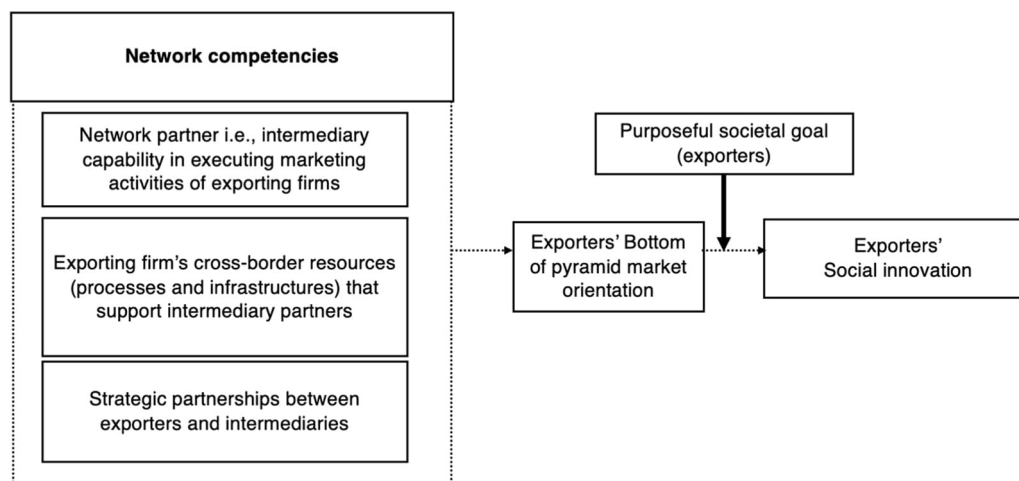 Network competencies
Network partner i.e., intermediary
capability in executing marketing
activities of exporting firms
Exporting firm's cross-border resources
(processes and infrastructures) that
support intermediary partners
Strategic partnerships between
exporters and intermediaries
Purposeful societal goal
(exporters)
Exporters' Bottom
of pyramid market
orientation
Exporters'
Social innovation